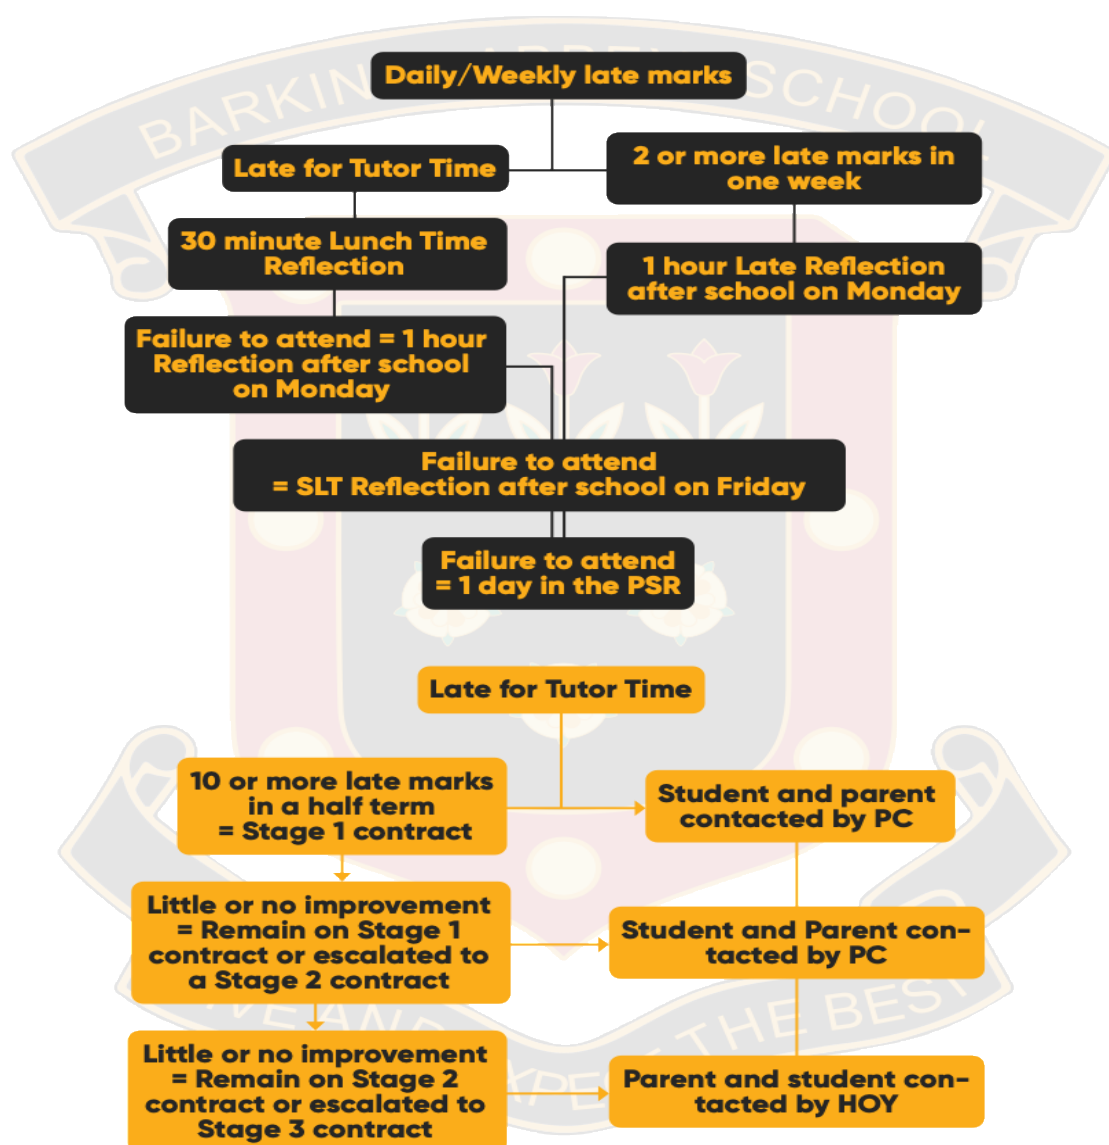 BARKING ABBEY SCHOOL
Daily/Weekly late marks
Late for Tutor Time
2 or more late marks in
one week
30 minute Lunch Time
Reflection
1 hour Late Reflection
after school on Monday
Failure to attend = 1 hour
Reflection after school
on Monday
Failure to attend
= SLT Reflection after school on Friday
Failure to attend
= 1 day in the PSR
Late for Tutor Time
10 or more late marks
in a half term
= Stage 1 contract
Student and parent
contacted by PC
Little or no improvement
= Remain on Stage 1
contract or escalated to
a Stage 2 contract
Student and Parent con-
tacted by PC
Little or no improvement
= Remain on Stage 2
contract or escalated to
Stage 3 contract
Parent and student con-
tacted by HOY
THE BEST